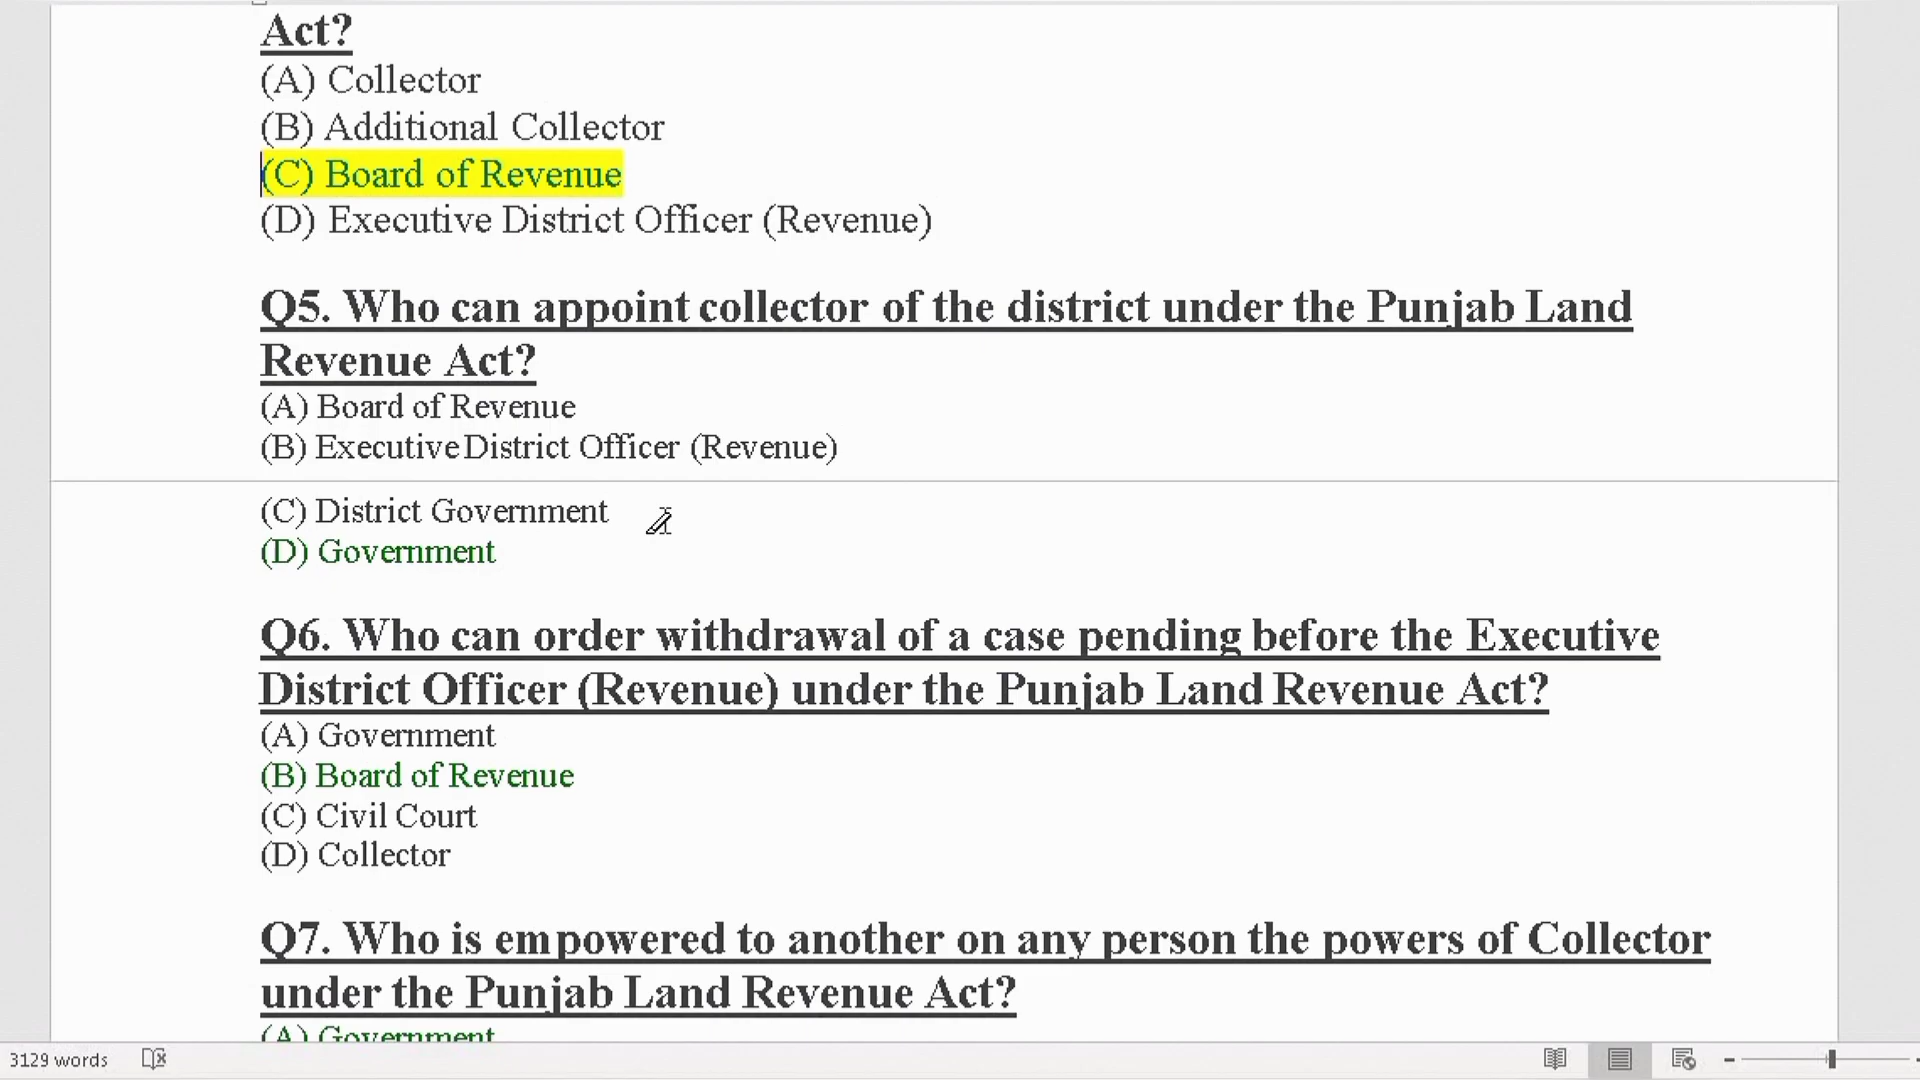 Act?
(A) Collector
(B) Additional Collector
(C) Board of Revenue
(D) Executive District Officer (Revenue)
Q5. Who can appoint collector of the district under the Punjab Land
Revenue Act?
(A) Board of Revenue
(B) Executive District Officer (Revenue)
(C) District Government
(D) Government
Q6. Who can order withdrawal of a case pending before the Executive
District Officer (Revenue) under the Punjab Land Revenue Act?
(A) Government
(B) Board of Revenue
(C) Civil Court
(D) Collector
Q7. Who is empowered to another on any person the powers of Collector
under the Punjab Land Revenue Act?
(A) Government
3129 words